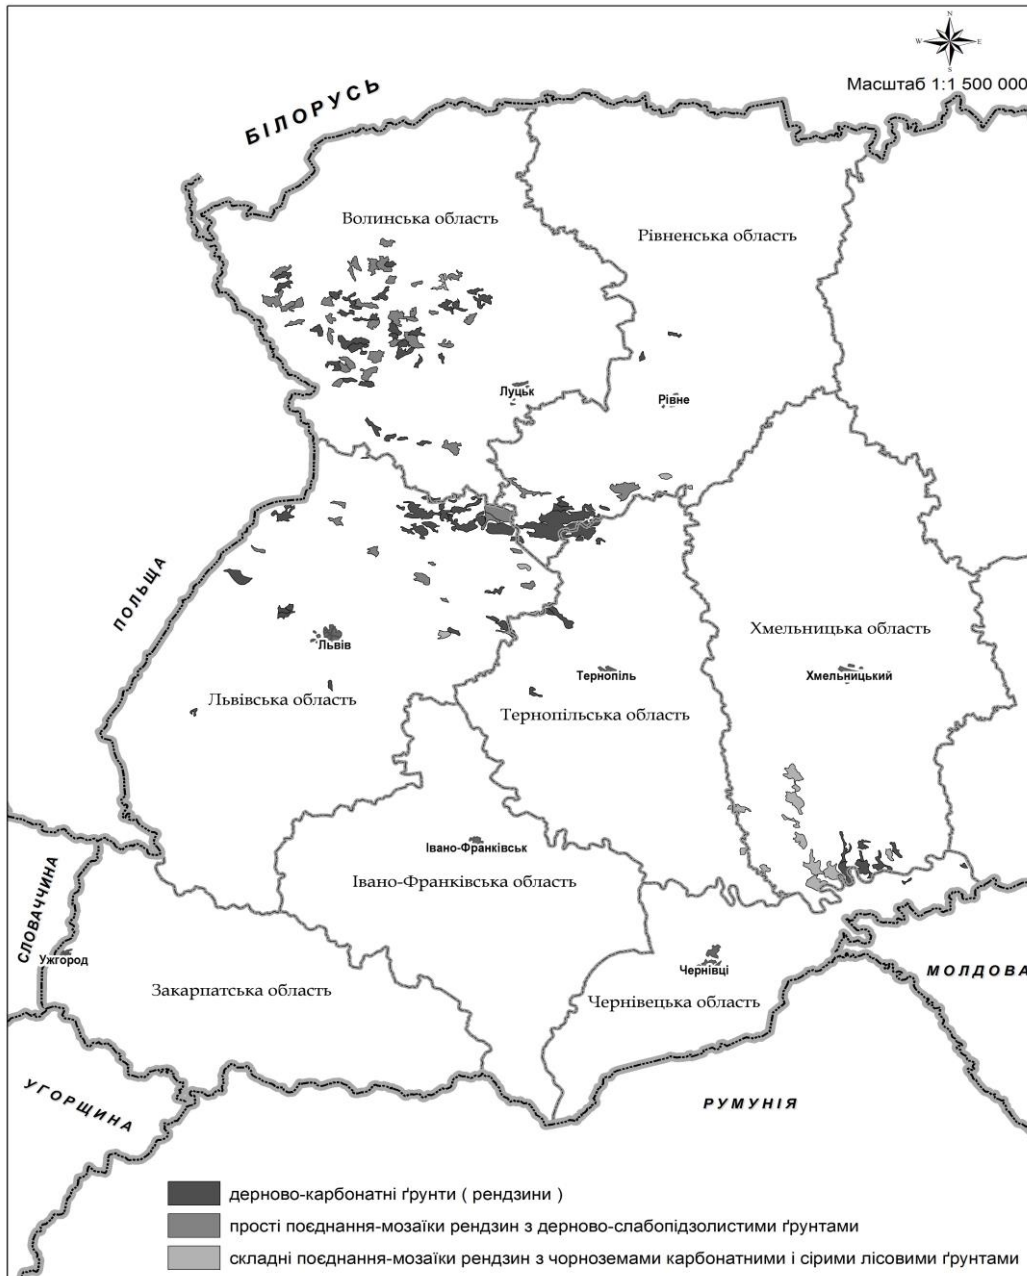 N
W E
S
Масштаб 1:1 500 000
БІЛОРУСЬ
Волинська область
Рівненська область
Луцьк
Рівне
ПОЛЬЩА
Хмельницька область
Львів
Тернопіль
Хмельницький
Львівська область
Тернопільська область
Івано-Франківськ
Івано-Франківська область
СЛОВАЧЧИНА
Ужгород
Чернівці
МОЛДОВА
Закарпатська область
Чернівецька область
УГОРЩИНА
РУМУНІЯ
дерново-карбонатні ґрунти ( рендзини )
прості поєднання-мозаїки рендзин з дерново-слабопідзолистими ґрунтами
складні поєднання-мозаїки рендзин з чорноземами карбонатними і сірими лісовими ґрунтами